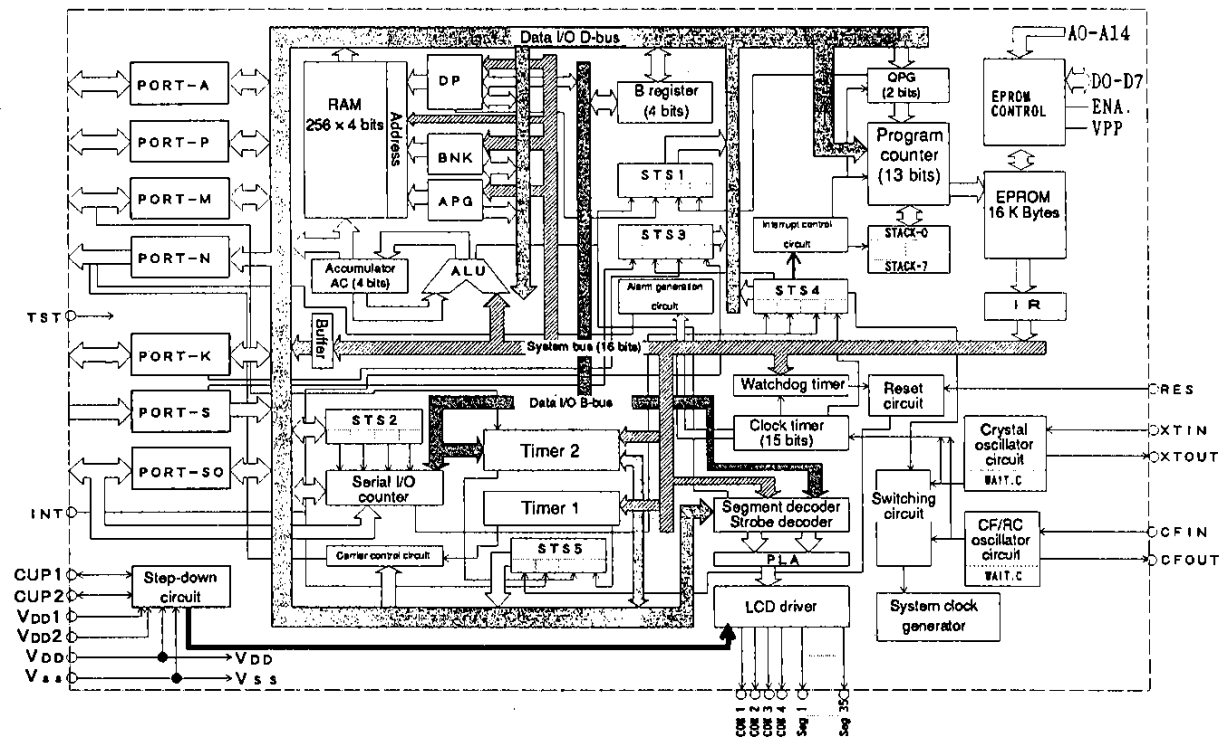 Data I/O D-bus
A0-A14
PORT-A
RAM
256 × 4 bits
Address
DP
B register
(4 bits)
OPG
(2 bits)
EPROM
CONTROL
D0-D7
ENA.
VPP
PORT-P
BNK
Program
counter
(13 bits)
PORT-M
APG
STS1
EPROM
16 K Bytes
PORT-N
Accumulator
AC (4 bits)
ALU
STS3
Interrupt control
circuit
STACK-0
STACK-7
Alarm generation
circuit
STS4
IR
TST
Buffer
System bus (16 bits)
PORT-K
Watchdog timer
Reset
circuit
RES
PORT-S
Data I/O B-bus
STS2
Clock timer
(15 bits)
Crystal
oscillator
circuit
WAIT.C
XTIN
XTOUT
PORT-SO
Timer 2
Serial I/O
counter
Switching
circuit
INT
Timer 1
Segment decoder
Strobe decoder
CF/RC
oscillator
circuit
WAIT.C
CFIN
CFOUT
Carrier control circuit
STS5
PLA
CUP1
CUP2
Step-down
circuit
VDD1
VDD2
LCD driver
System clock
generator
VDD
VDD
Vss
VSS
COM 1
COM 2
COM 3
COM 4
Seg 1
Seg 35